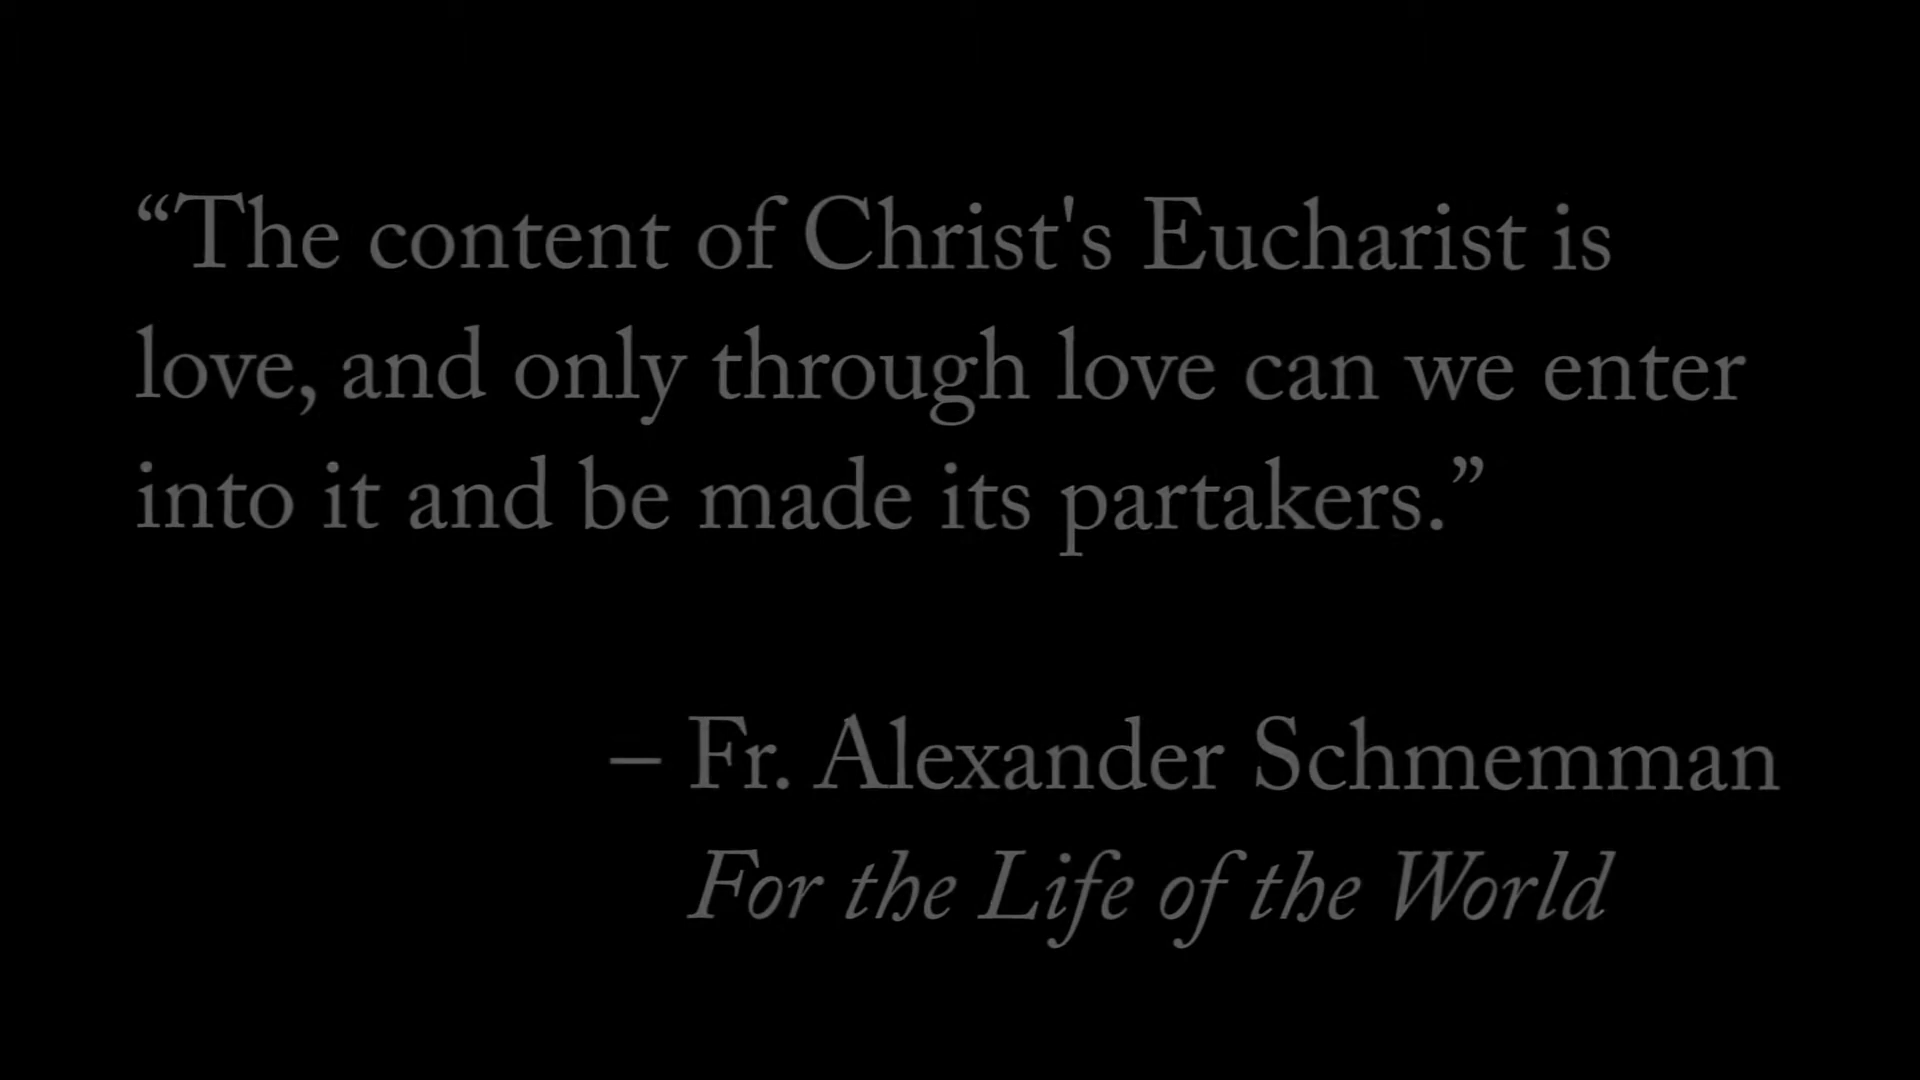 “The content of Christ's Eucharist is
love, and only through love can we enter
into it and be made its partakers.”
– Fr. Alexander Schmemman
For the Life of the World